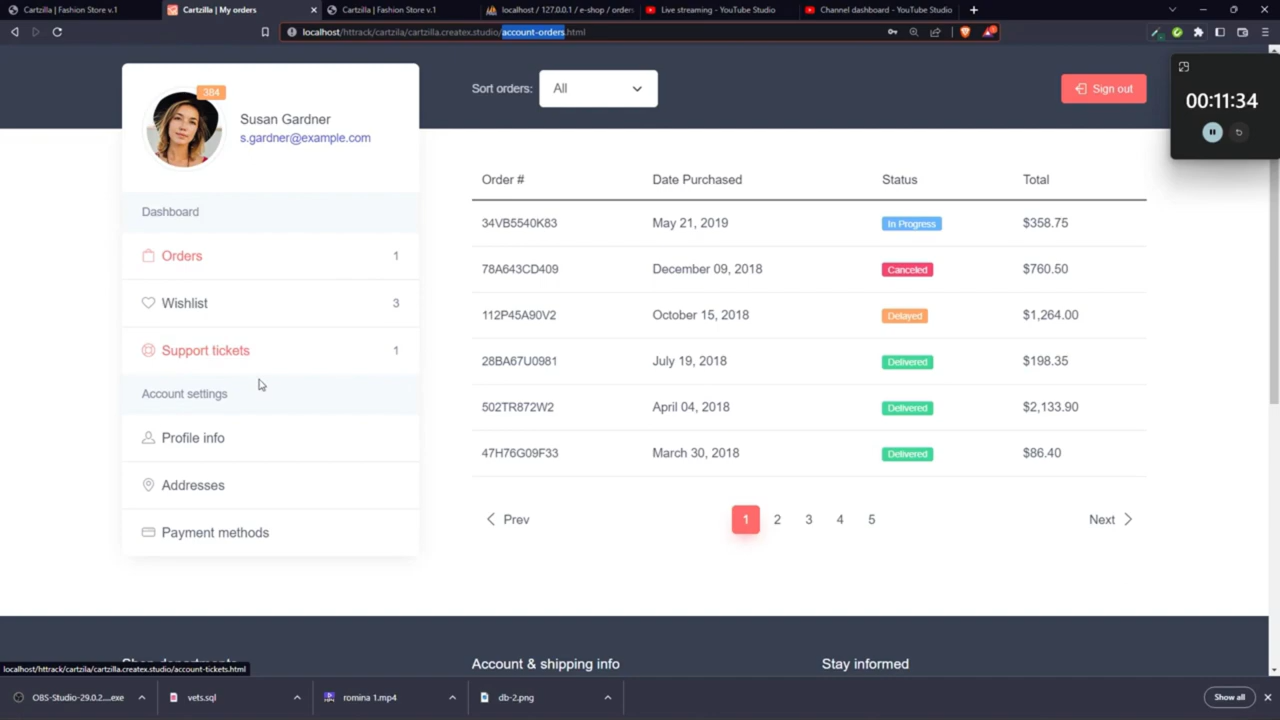 Cartzilla | Fashion Store v.1
Cartzilla | My orders
Cartzilla | Fashion Store v.1
localhost / 127.0.0.1 / e-shop / orders
Live streaming - YouTube Studio
Channel dashboard - YouTube Studio
localhost/httrack/cartzila/cartzilla.createx.studio/account-orders.html
384
Susan Gardner
s.gardner@example.com
Sort orders: All
Sign out
00:11:34
Dashboard
Orders 1
Wishlist 3
Support tickets 1
Account settings
Profile info
Addresses
Payment methods
Order # Date Purchased Status Total
34VB5540K83 May 21, 2019 In Progress $358.75
78A643CD409 December 09, 2018 Canceled $760.50
112P45A90V2 October 15, 2018 Delayed $1,264.00
28BA67U0981 July 19, 2018 Delivered $198.35
502TR872W2 April 04, 2018 Delivered $2,133.90
47H76G09F33 March 30, 2018 Delivered $86.40
Prev 1 2 3 4 5 Next
Shop departments
Account & shipping info
Stay informed
localhost/httrack/cartzila/cartzilla.createx.studio/account-tickets.html
OBS-Studio-29.0.2....exe
vets.sql
romina 1.mp4
db-2.png
Show all